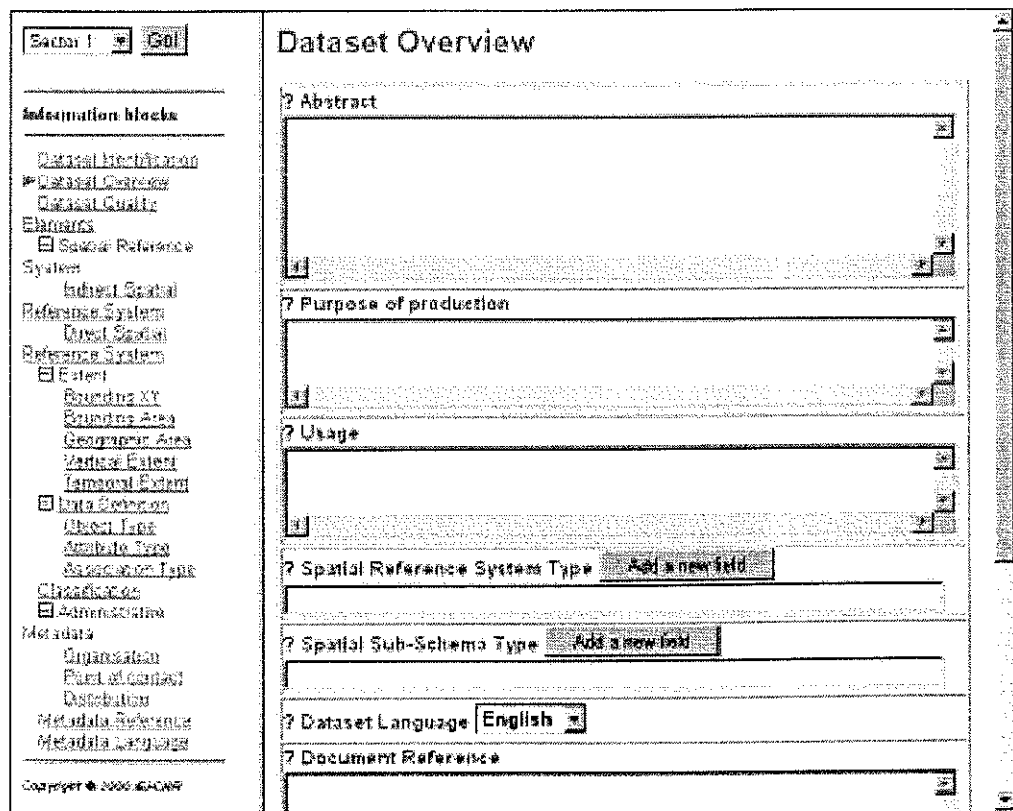 Sector 1 Go!
Information blocks
Dataset Identification
Dataset Overview
Dataset Quality
Elements
Spatial Reference
System
Indirect Spatial
Reference System
Direct Spatial
Reference System
Extent
Bounding XY
Bounding Area
Geographic Area
Vertical Extent
Temporal Extent
Data Definition
Object Type
Attribute Type
Association Type
Classification
Administrative
Metadata
Organisation
Point of contact
Distribution
Metadata Reference
Metadata Language
Copyright © 2000
Dataset Overview
? Abstract
? Purpose of production
? Usage
? Spatial Reference System Type Add a new field
? Spatial Sub-Schema Type Add a new field
? Dataset Language English
? Document Reference